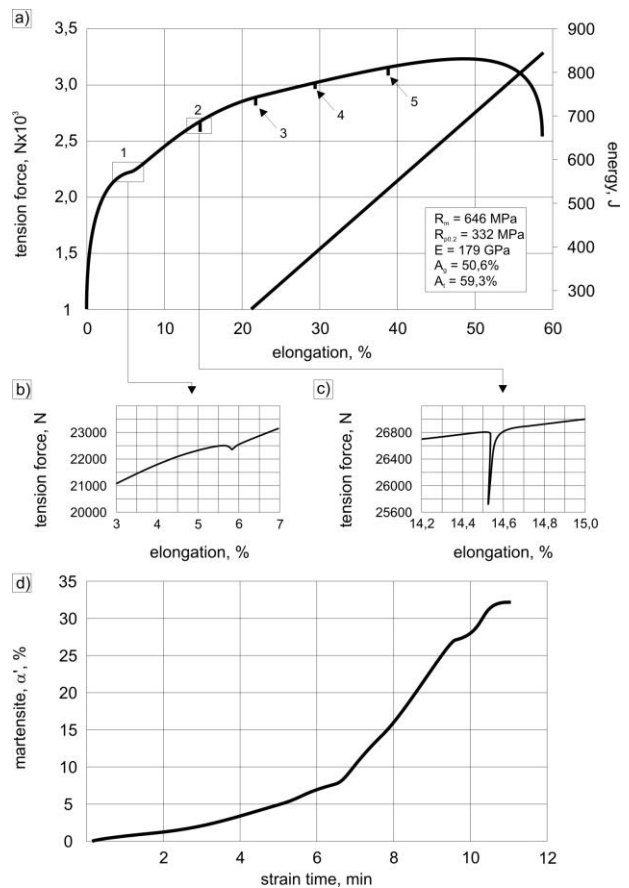 a)
tension force, Nx10³
3,5
3,0
2,5
2,0
1,5
1
900
800
700
600
500
400
300
energy, J
1
2
3
4
5
Rm = 646 MPa
Rp0.2 = 332 MPa
E = 179 GPa
Ag = 50,6%
At = 59,3%
0 10 20 30 40 50 60
elongation, %
b)
tension force, N
23000
22000
21000
20000
3 4 5 6 7
elongation, %
c)
tension force, N
26800
26400
26000
25600
14,2 14,4 14,6 14,8 15,0
elongation, %
d)
martensite, α', %
35
30
25
20
15
10
5
0
2 4 6 8 10 12
strain time, min